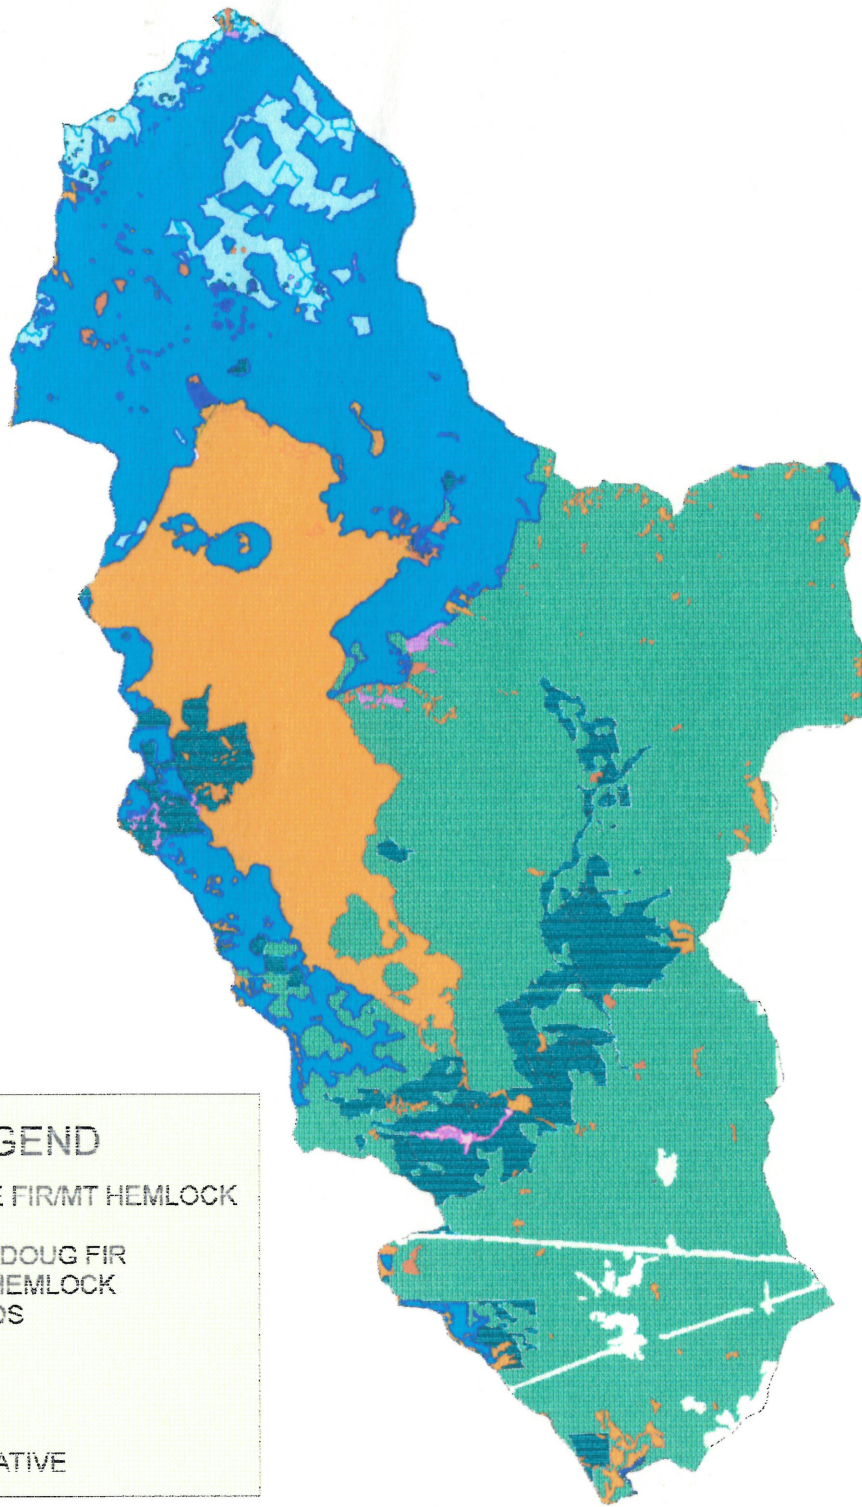 GEND
E FIR/MT HEMLOCK
DOUG FIR
HEMLOCK
DS
ATIVE